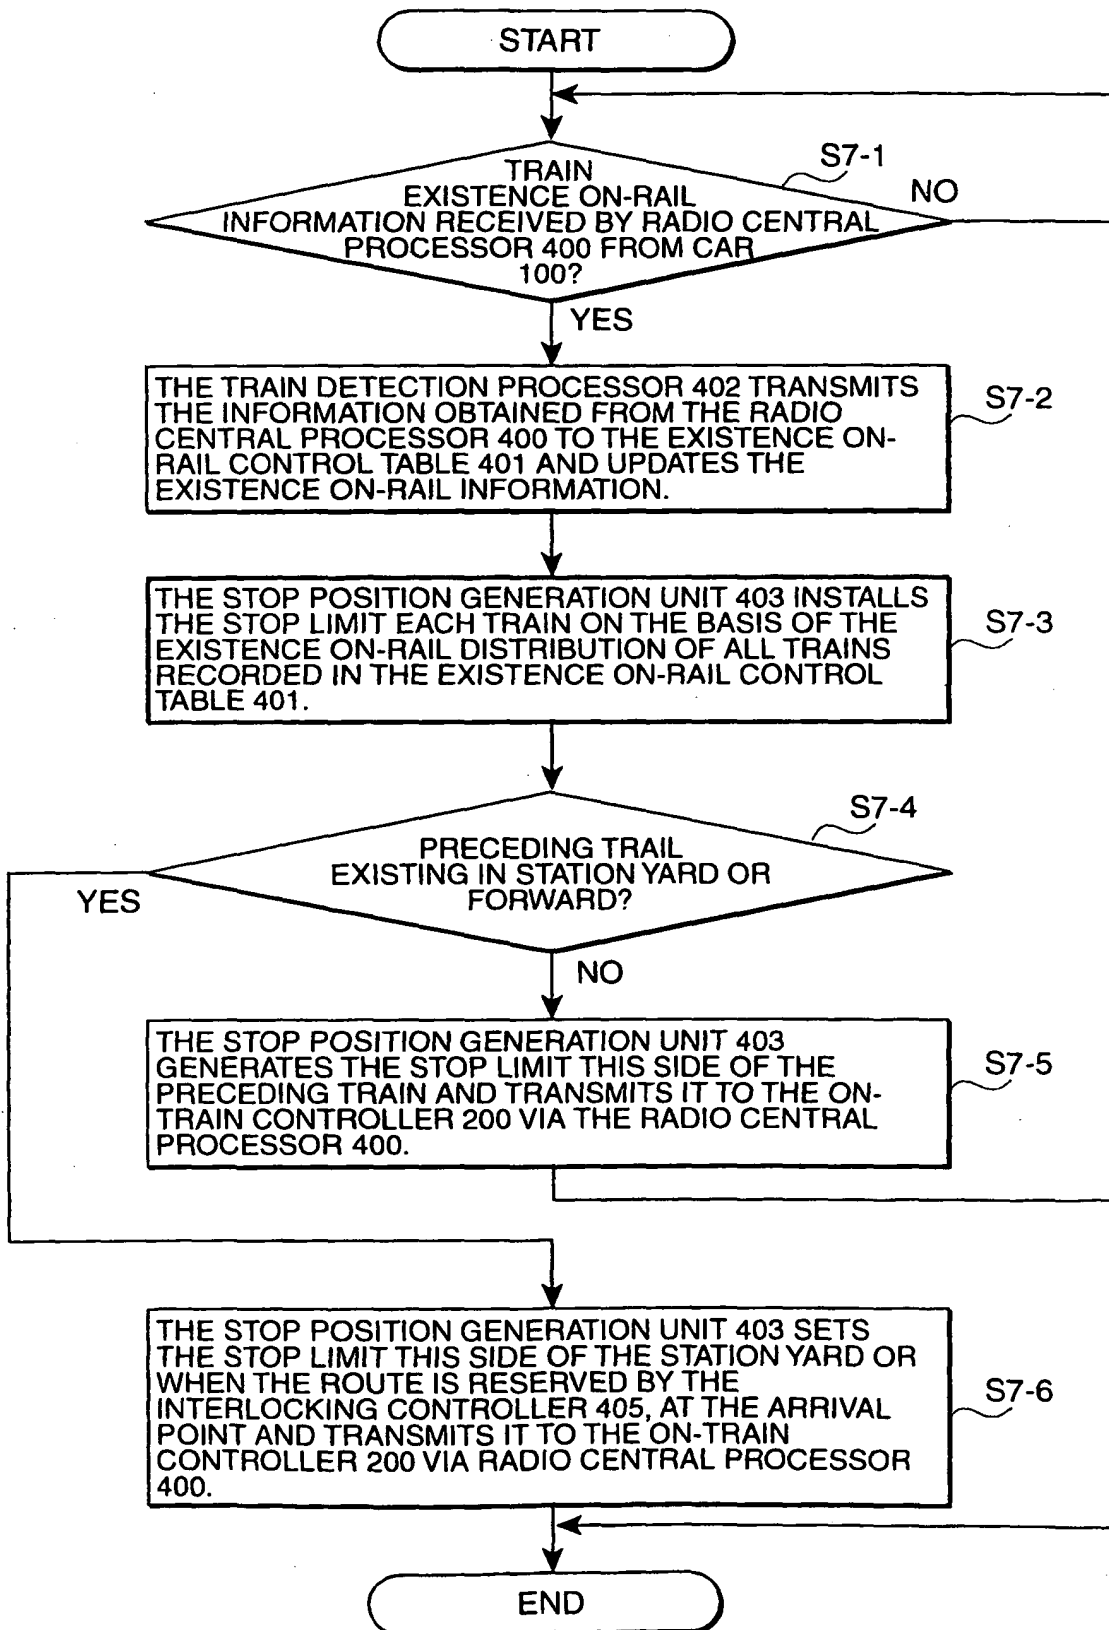 START
S7-1
TRAIN
EXISTENCE ON-RAIL
INFORMATION RECEIVED BY RADIO CENTRAL
PROCESSOR 400 FROM CAR
100?
NO
YES
THE TRAIN DETECTION PROCESSOR 402 TRANSMITS
THE INFORMATION OBTAINED FROM THE RADIO
CENTRAL PROCESSOR 400 TO THE EXISTENCE ON-
RAIL CONTROL TABLE 401 AND UPDATES THE
EXISTENCE ON-RAIL INFORMATION.
S7-2
THE STOP POSITION GENERATION UNIT 403 INSTALLS
THE STOP LIMIT EACH TRAIN ON THE BASIS OF THE
EXISTENCE ON-RAIL DISTRIBUTION OF ALL TRAINS
RECORDED IN THE EXISTENCE ON-RAIL CONTROL
TABLE 401.
S7-3
S7-4
PRECEDING TRAIL
EXISTING IN STATION YARD OR
FORWARD?
YES
NO
THE STOP POSITION GENERATION UNIT 403
GENERATES THE STOP LIMIT THIS SIDE OF THE
PRECEDING TRAIN AND TRANSMITS IT TO THE ON-
TRAIN CONTROLLER 200 VIA THE RADIO CENTRAL
PROCESSOR 400.
S7-5
THE STOP POSITION GENERATION UNIT 403 SETS
THE STOP LIMIT THIS SIDE OF THE STATION YARD OR
WHEN THE ROUTE IS RESERVED BY THE
INTERLOCKING CONTROLLER 405, AT THE ARRIVAL
POINT AND TRANSMITS IT TO THE ON-TRAIN
CONTROLLER 200 VIA RADIO CENTRAL PROCESSOR
400.
S7-6
END